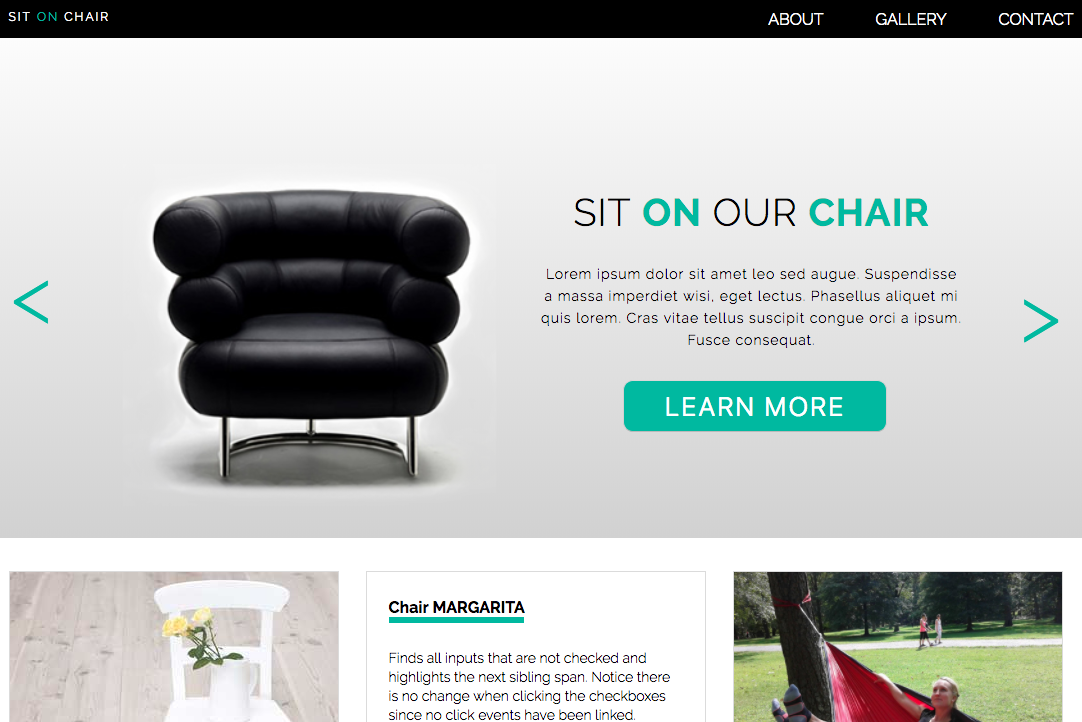 SIT ON CHAIR
ABOUT
GALLERY
CONTACT
SIT ON OUR CHAIR
Lorem ipsum dolor sit amet leo sed augue. Suspendisse
a massa imperdiet wisi, eget lectus. Phasellus aliquet mi
quis lorem. Cras vitae tellus suscipit congue orci a ipsum.
Fusce consequat.
<
>
LEARN MORE
Chair MARGARITA
Finds all inputs that are not checked and
highlights the next sibling span. Notice there
is no change when clicking the checkboxes
since no click events have been linked.